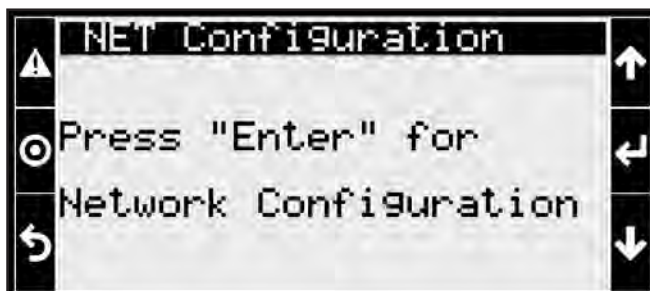 NET Configuration
Press "Enter" for
Network Configuration